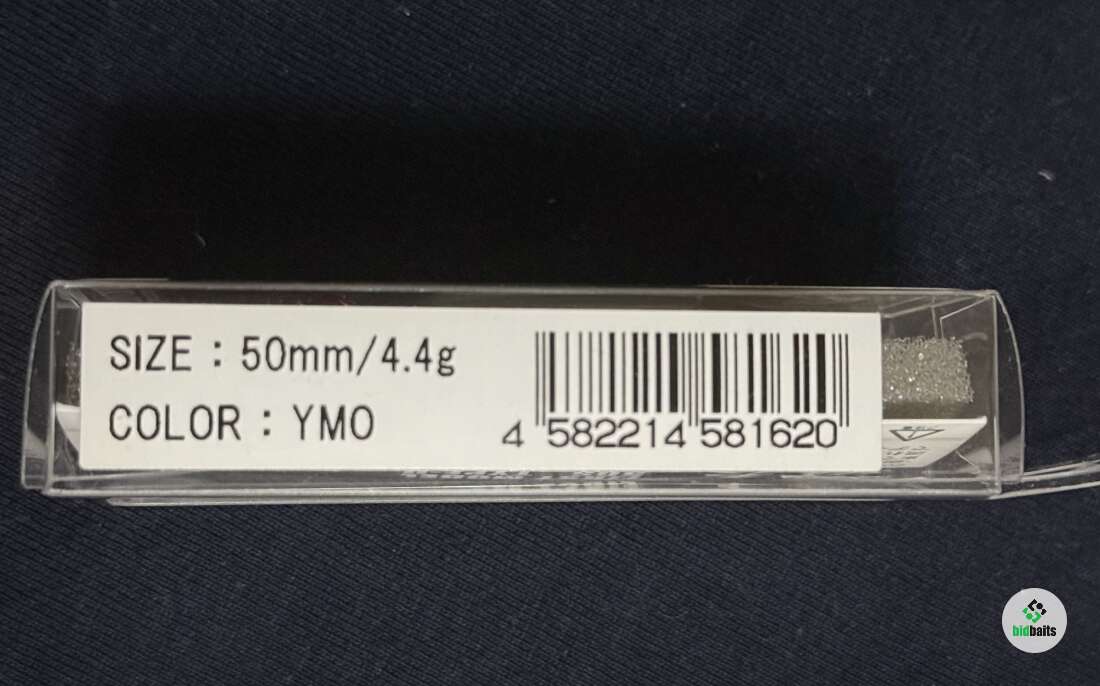 SIZE : 50mm/4.4g
COLOR : YMO
4 582214 581620
bidbaits